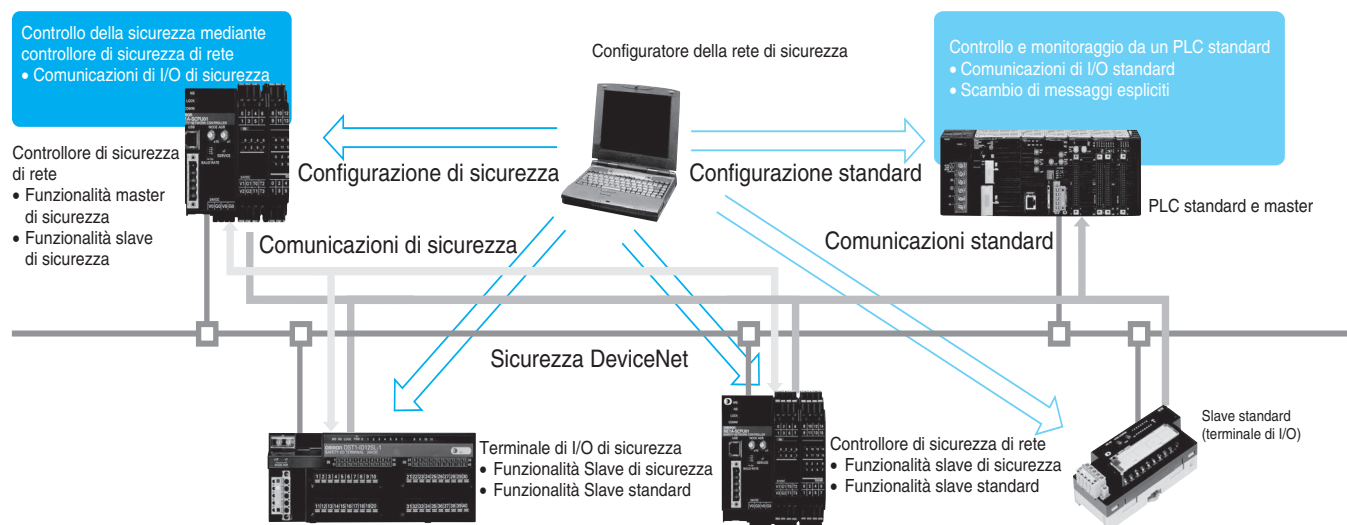 Controllo della sicurezza mediante
controllore di sicurezza di rete
• Comunicazioni di I/O di sicurezza
Configuratore della rete di sicurezza
Controllo e monitoraggio da un PLC standard
• Comunicazioni di I/O standard
• Scambio di messaggi espliciti
Controllore di sicurezza
di rete
• Funzionalità master
di sicurezza
• Funzionalità slave
di sicurezza
Configurazione di sicurezza
Configurazione standard
PLC standard e master
Comunicazioni di sicurezza
Comunicazioni standard
Sicurezza DeviceNet
Terminale di I/O di sicurezza
• Funzionalità Slave di sicurezza
• Funzionalità Slave standard
Controllore di sicurezza di rete
• Funzionalità slave di sicurezza
• Funzionalità slave standard
Slave standard
(terminale di I/O)